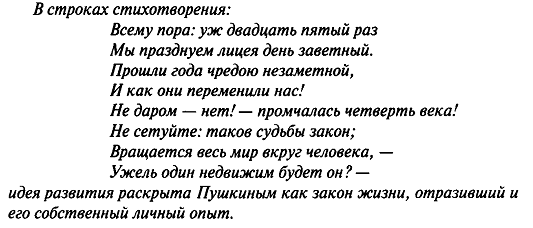 В строках стихотворения:
Всему пора: уж двадцать пятый раз
Мы празднуем лицея день заветный.
Прошли года чредою незаметной,
И как они переменили нас!
Не даром — нет! — промчалась четверть века!
Не сетуйте: таков судьбы закон;
Вращается весь мир вкруг человека, —
Ужель один недвижим будет он? —
идея развития раскрыта Пушкиным как закон жизни, отразивший и
его собственный личный опыт.